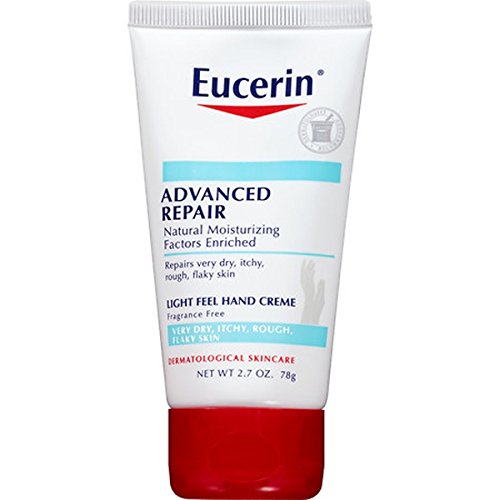 Eucerin®
ADVANCED
REPAIR
Natural Moisturizing
Factors Enriched
Repairs very dry, itchy,
rough, flaky skin
LIGHT FEEL HAND CREME
Fragrance Free
VERY DRY, ITCHY, ROUGH,
FLAKY SKIN
DERMATOLOGICAL SKINCARE
NET WT 2.7 OZ. 78g